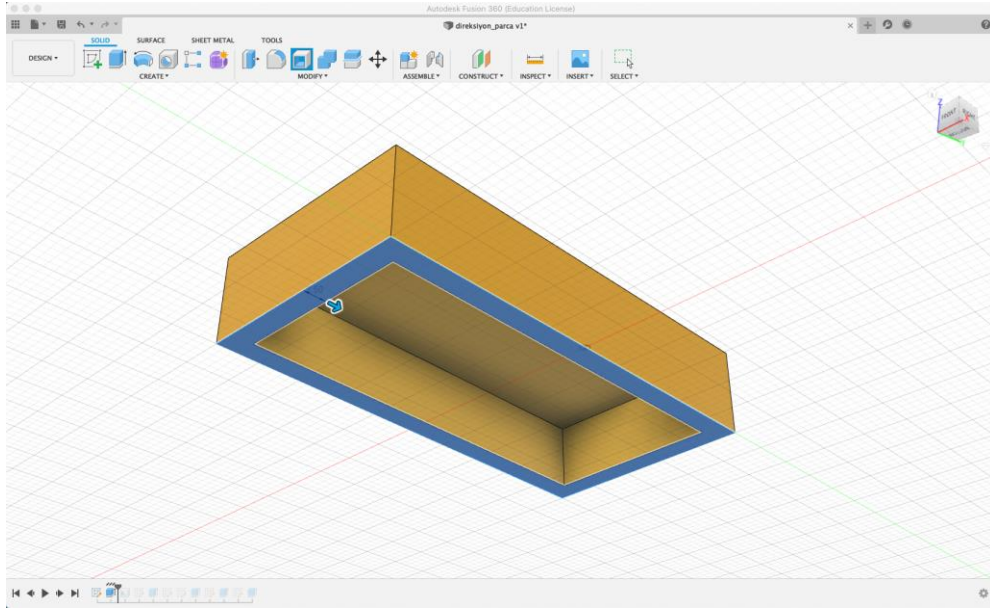 Autodesk Fusion 360 (Education License)
direksiyon_parca v1*
SOLID SURFACE SHEET METAL TOOLS
DESIGN
CREATE MODIFY ASSEMBLE CONSTRUCT INSPECT INSERT SELECT
Z
FRONT
X